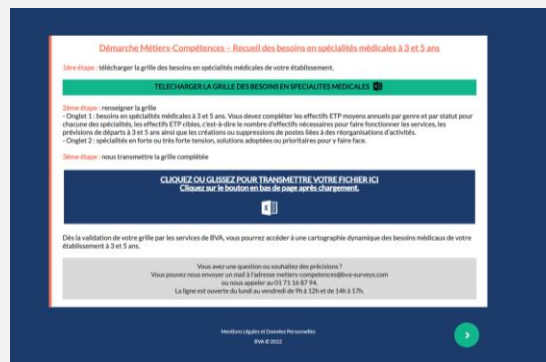 Démarche Métiers-Compétences – Recueil des besoins en spécialités médicales à 3 et 5 ans
1ère étape : télécharger la grille des besoins en spécialités médicales de votre établissement.
TELECHARGER LA GRILLE DES BESOINS EN SPECIALITES MEDICALES
2ème étape : renseigner la grille
- Onglet 1 : besoins en spécialités médicales à 3 et 5 ans. Vous devez compléter les effectifs ETP moyens annuels par genre et par statut pour
chacune des spécialités, les effectifs ETP cibles, c'est-à-dire le nombre d'effectifs nécessaires pour faire fonctionner les services, les
prévisions de départs à 3 et 5 ans ainsi que les créations ou suppressions de postes liées à des réorganisations d'activités.
- Onglet 2 : spécialités en forte ou très forte tension, solutions adoptées ou prioritaires pour y faire face.
3ème étape : nous transmettre la grille complétée
CLIQUEZ OU GLISSEZ POUR TRANSMETTRE VOTRE FICHIER ICI
Cliquez sur le bouton en bas de page après chargement.
Dès la validation de votre grille par les services de BVA, vous pourrez accéder à une cartographie dynamique des besoins médicaux de votre
établissement à 3 et 5 ans.
Vous avez une question ou souhaitez des précisions ?
Vous pouvez nous envoyer un mail à l'adresse metiers-competences@bva-surveys.com
ou nous appeler au 01 71 16 87 94.
La ligne est ouverte du lundi au vendredi de 9h à 12h et de 14h à 17h.
Mentions Légales et Données Personnelles
BVA © 2022